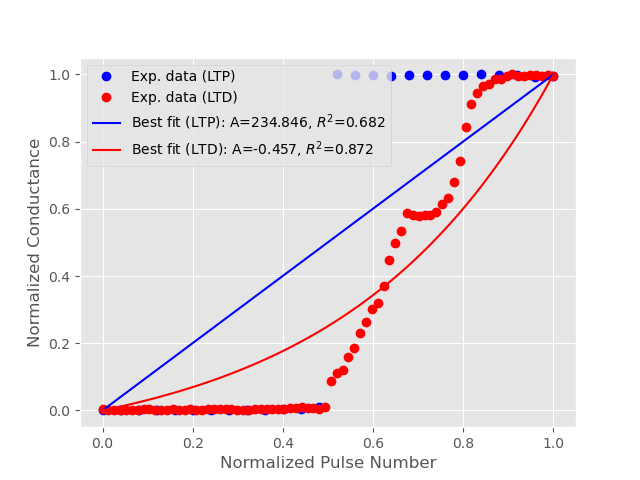 Exp. data (LTP)
Exp. data (LTD)
Best fit (LTP): A=234.846, R²=0.682
Best fit (LTD): A=-0.457, R²=0.872
Normalized Conductance
1.0
0.8
0.6
0.4
0.2
0.0
0.0 0.2 0.4 0.6 0.8 1.0
Normalized Pulse Number